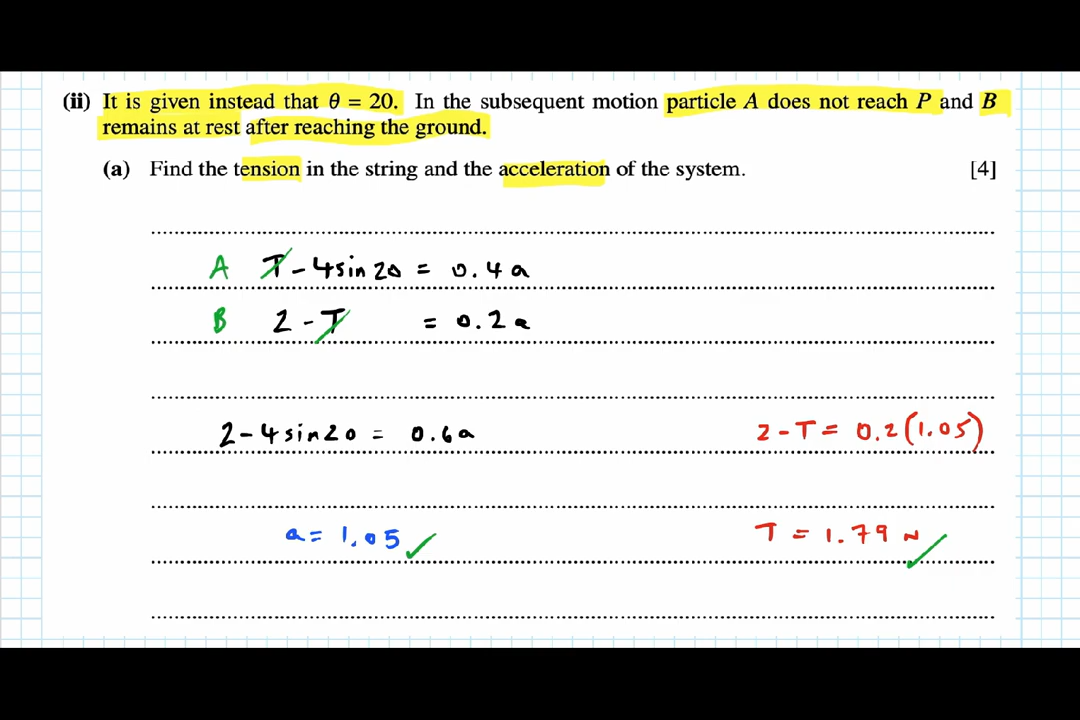 (ii) It is given instead that θ = 20. In the subsequent motion particle A does not reach P and B
remains at rest after reaching the ground.
(a) Find the tension in the string and the acceleration of the system. [4]
A T - 4sin20 = 0.4a
B 2 - T = 0.2a
2 - 4sin20 = 0.6a
2 - T = 0.2(1.05)
a = 1.05 ✓
T = 1.79 N ✓